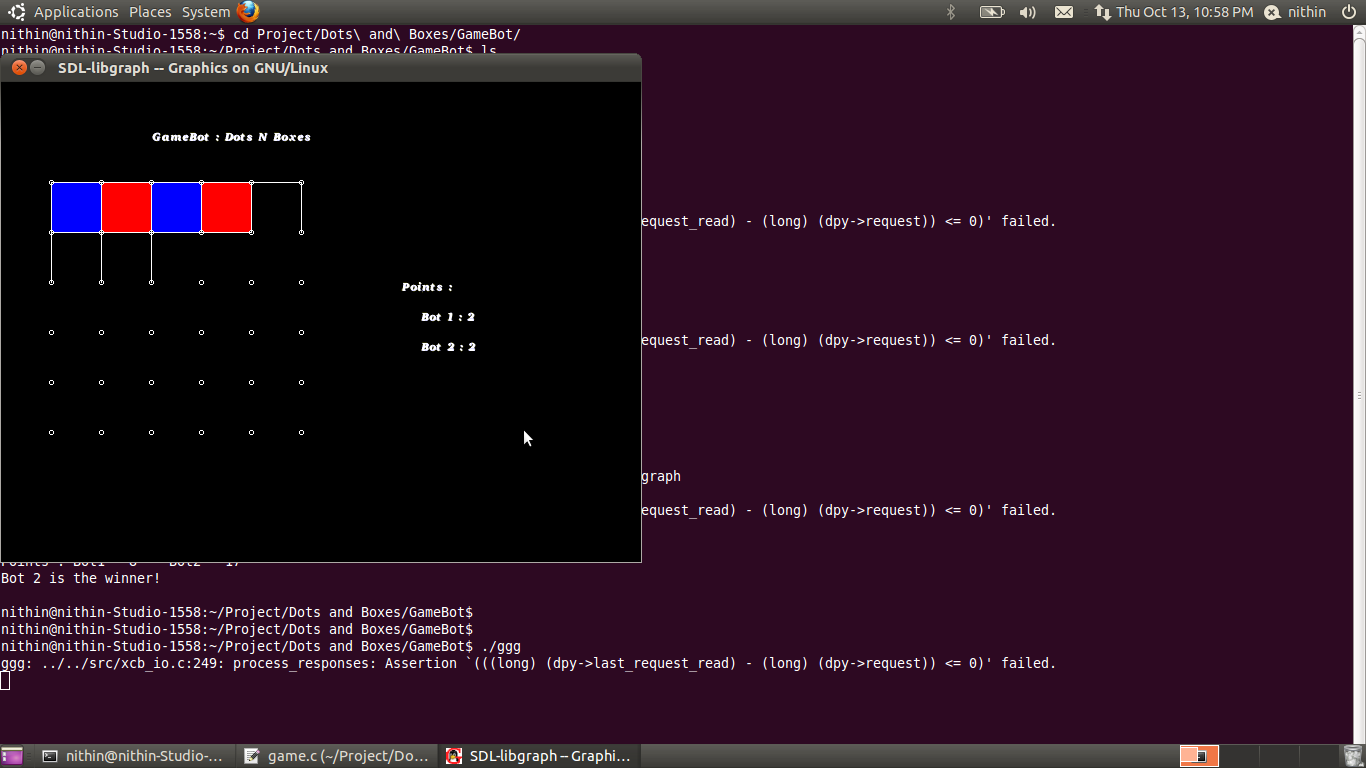 Applications Places System Thu Oct 13, 10:58 PM nithin
nithin@nithin-Studio-1558:~$ cd Project/Dots\ and\ Boxes/GameBot/
nithin@nithin-Studio-1558:~/Project/Dots and Boxes/GameBot$ ls
SDL-libgraph -- Graphics on GNU/Linux
GameBot : Dots N Boxes
equest_read) - (long) (dpy->request)) <= 0)' failed.
Points :
Bot 1 : 2
equest_read) - (long) (dpy->request)) <= 0)' failed.
Bot 2 : 2
graph
equest_read) - (long) (dpy->request)) <= 0)' failed.
Bot 2 is the winner!
nithin@nithin-Studio-1558:~/Project/Dots and Boxes/GameBot$
nithin@nithin-Studio-1558:~/Project/Dots and Boxes/GameBot$
nithin@nithin-Studio-1558:~/Project/Dots and Boxes/GameBot$ ./ggg
ggg: ../../src/xcb_io.c:249: process_responses: Assertion `(((long) (dpy->last_request_read) - (long) (dpy->request)) <= 0)' failed.
nithin@nithin-Studio-... game.c (~/Project/Do... SDL-libgraph -- Graphi...